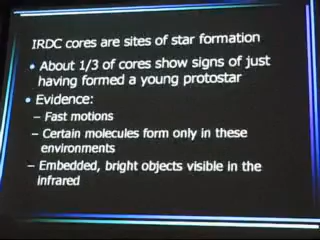 IRDC cores are sites of star formation
• About 1/3 of cores show signs of just
having formed a young protostar
• Evidence:
– Fast motions
– Certain molecules form only in these
environments
– Embedded, bright objects visible in the
infrared